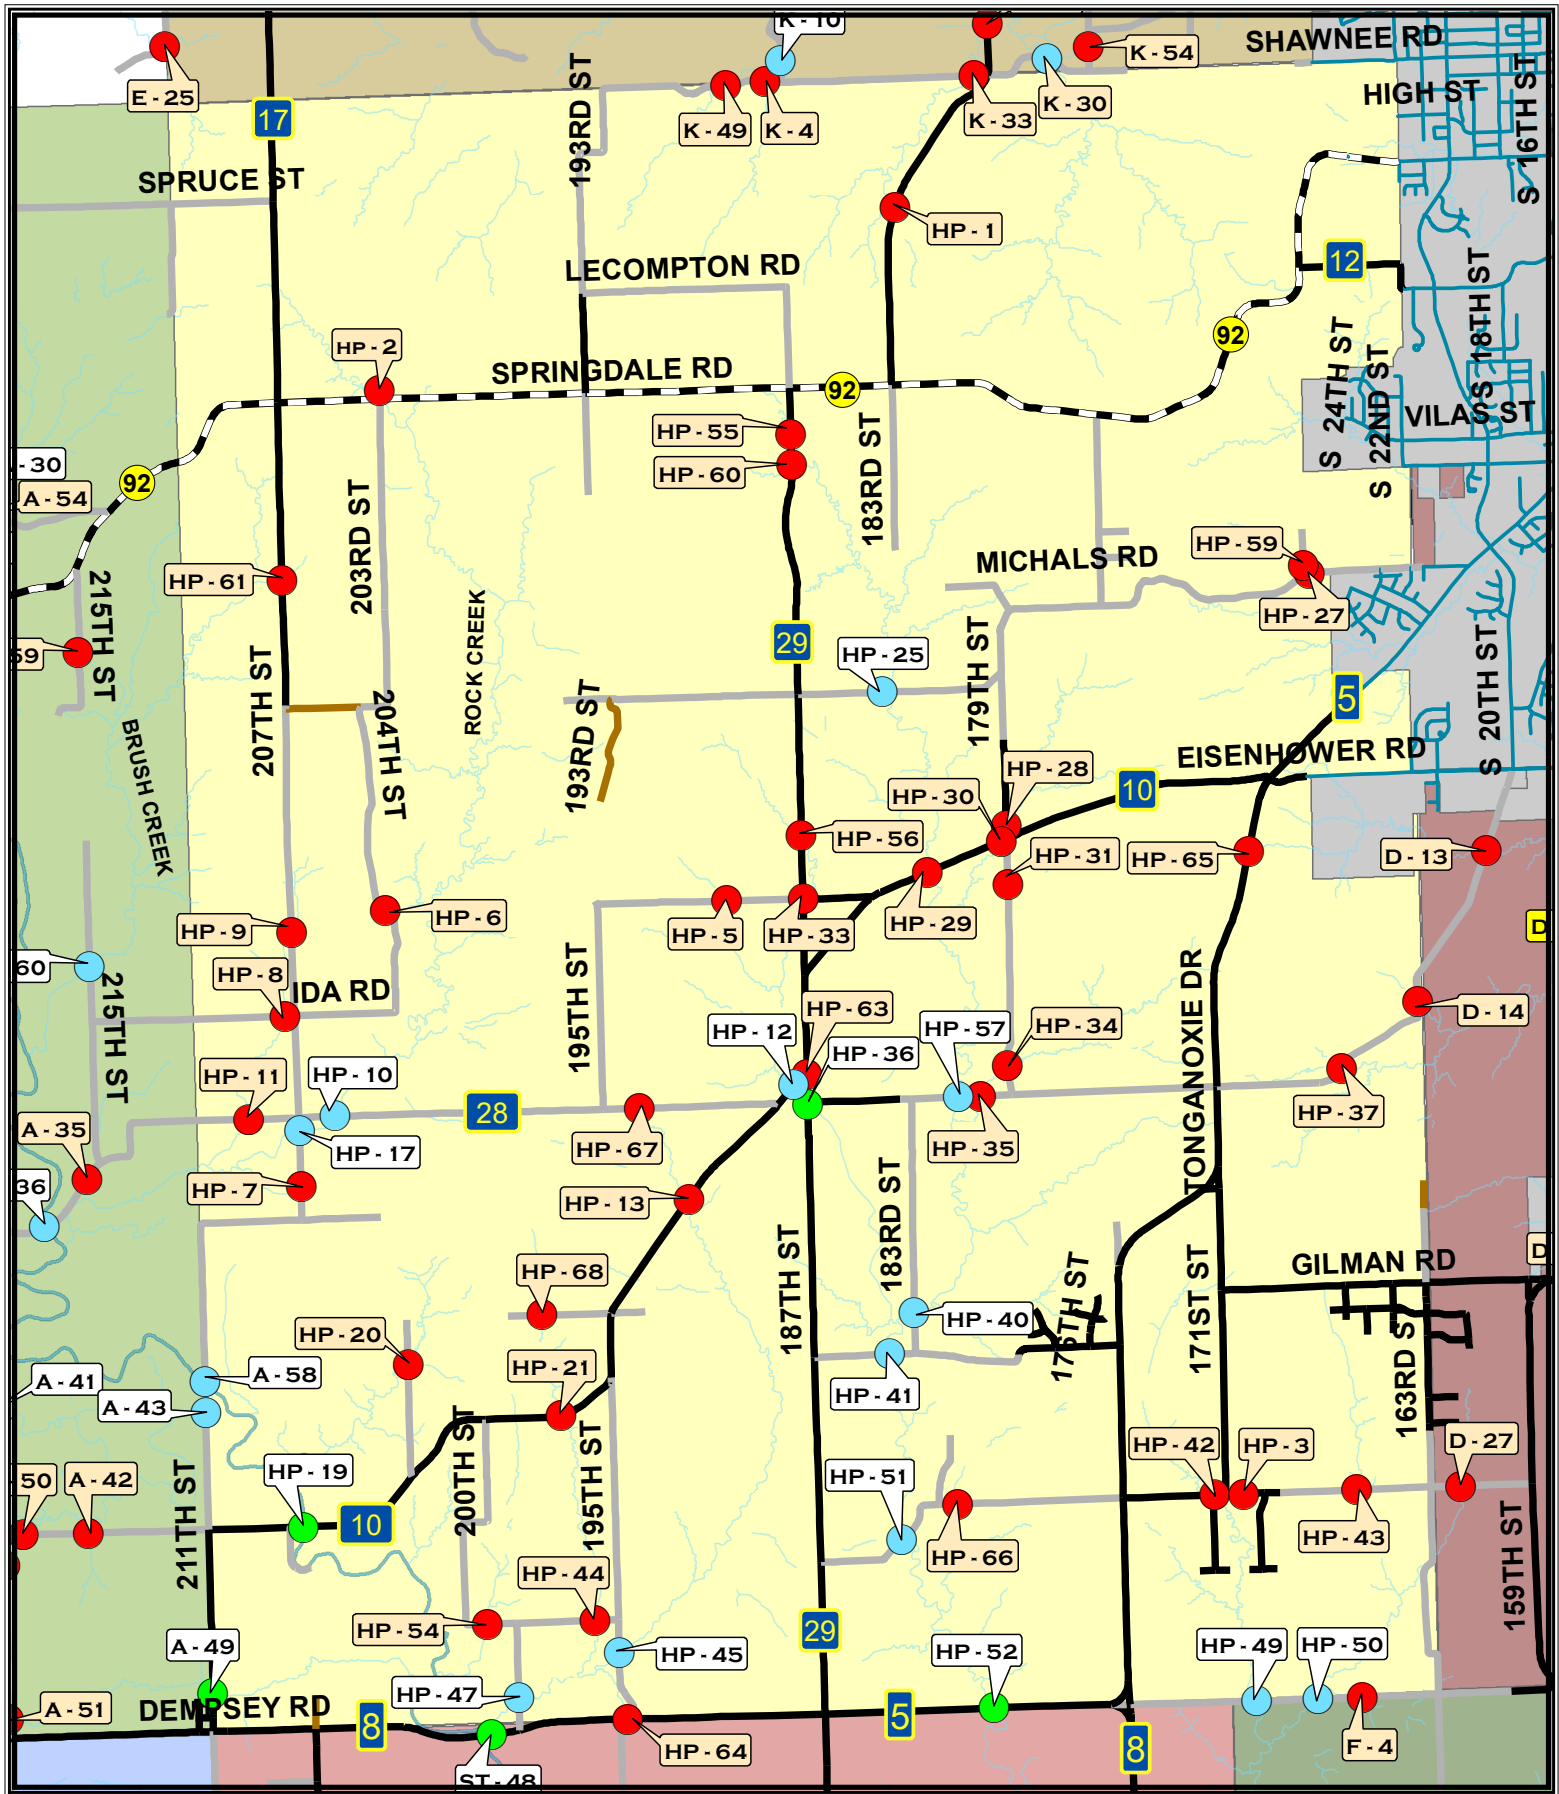 K - 10
SHAWNEE RD
K - 54
E - 25
17
193RD ST
K - 49
K - 4
K - 33
K - 30
HIGH ST
S 16TH ST
SPRUCE ST
HP - 1
LECOMPTON RD
12
S 18TH ST
HP - 2
SPRINGDALE RD
92
92
S 24TH ST
S 22ND ST
VILAS ST
HP - 55
HP - 60
183RD ST
- 30
A - 54
92
203RD ST
HP - 61
215TH ST
MICHALS RD
HP - 59
HP - 27
59
207TH ST
ROCK CREEK
29
HP - 25
179TH ST
S 20TH ST
5
204TH ST
193RD ST
BRUSH CREEK
EISENHOWER RD
HP - 28
10
HP - 30
HP - 56
HP - 31
HP - 65
D - 13
HP - 9
HP - 6
HP - 5
HP - 33
HP - 29
D
60
215TH ST
HP - 8
IDA RD
195TH ST
TONGANOXIE DR
HP - 63
HP - 12
HP - 36
HP - 57
HP - 34
D - 14
HP - 11
HP - 10
28
HP - 67
HP - 35
HP - 37
A - 35
HP - 17
36
HP - 7
HP - 13
183RD ST
187TH ST
175TH ST
171ST ST
GILMAN RD
D
HP - 68
HP - 40
HP - 20
HP - 21
HP - 41
163RD S
A - 41
A - 58
A - 43
200TH ST
195TH ST
HP - 42
HP - 3
D - 27
50
A - 42
211TH ST
HP - 19
HP - 51
10
HP - 66
HP - 43
159TH ST
HP - 44
HP - 54
29
A - 49
HP - 45
HP - 52
HP - 49
HP - 50
A - 51
DEMPSEY RD
8
HP - 47
5
HP - 64
8
F - 4
ST - 48